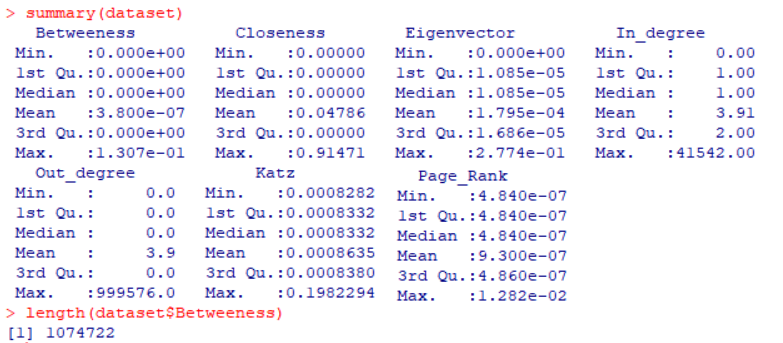 > summary(dataset)
Betweeness Closeness Eigenvector In_degree
Min. :0.000e+00 Min. :0.00000 Min. :0.000e+00 Min. : 0.00
1st Qu.:0.000e+00 1st Qu.:0.00000 1st Qu.:1.085e-05 1st Qu.: 1.00
Median :0.000e+00 Median :0.00000 Median :1.085e-05 Median : 1.00
Mean :3.800e-07 Mean :0.04786 Mean :1.795e-04 Mean : 3.91
3rd Qu.:0.000e+00 3rd Qu.:0.00000 3rd Qu.:1.686e-05 3rd Qu.: 2.00
Max. :1.307e-01 Max. :0.91471 Max. :2.774e-01 Max. :41542.00
Out_degree Katz Page_Rank
Min. : 0.0 Min. :0.0008282 Min. :4.840e-07
1st Qu.: 0.0 1st Qu.:0.0008332 1st Qu.:4.840e-07
Median : 0.0 Median :0.0008332 Median :4.840e-07
Mean : 3.9 Mean :0.0008635 Mean :9.300e-07
3rd Qu.: 0.0 3rd Qu.:0.0008380 3rd Qu.:4.860e-07
Max. :999576.0 Max. :0.1982294 Max. :1.282e-02
> length(dataset$Betweeness)
[1] 1074722